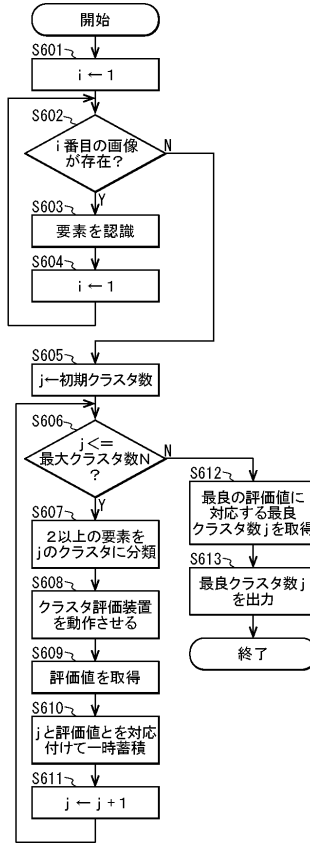 開始
S601
i ← 1
S602
i 番目の画像
が存在？
N
Y
S603
要素を認識
S604
i ← 1
S605
j←初期クラスタ数
S606
j <=
最大クラスタ数N
？
N
Y
S607
２以上の要素を
jのクラスタに分類
S608
クラスタ評価装置
を動作させる
S609
評価値を取得
S610
jと評価値とを対応
付けて一時蓄積
S611
j ← j + 1
S612
最良の評価値に
対応する最良
クラスタ数 j を取得
S613
最良クラスタ数 j
を出力
終了